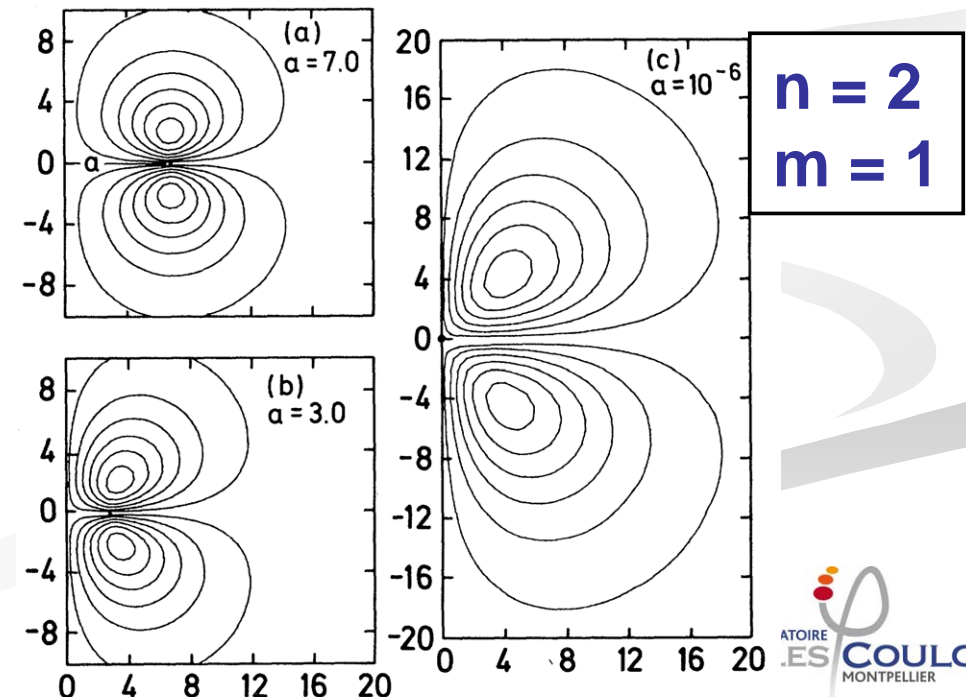 (a)
a = 7.0
8
4
0
-4
-8
a
(b)
a = 3.0
8
4
0
-4
-8
0 4 8 12 16 20
(c)
a = 10⁻⁶
20
16
12
8
4
0
-4
-8
-12
-16
-20
0 4 8 12 16 20
n = 2
m = 1
ATOIRE
LES COULO
MONTPELLIER